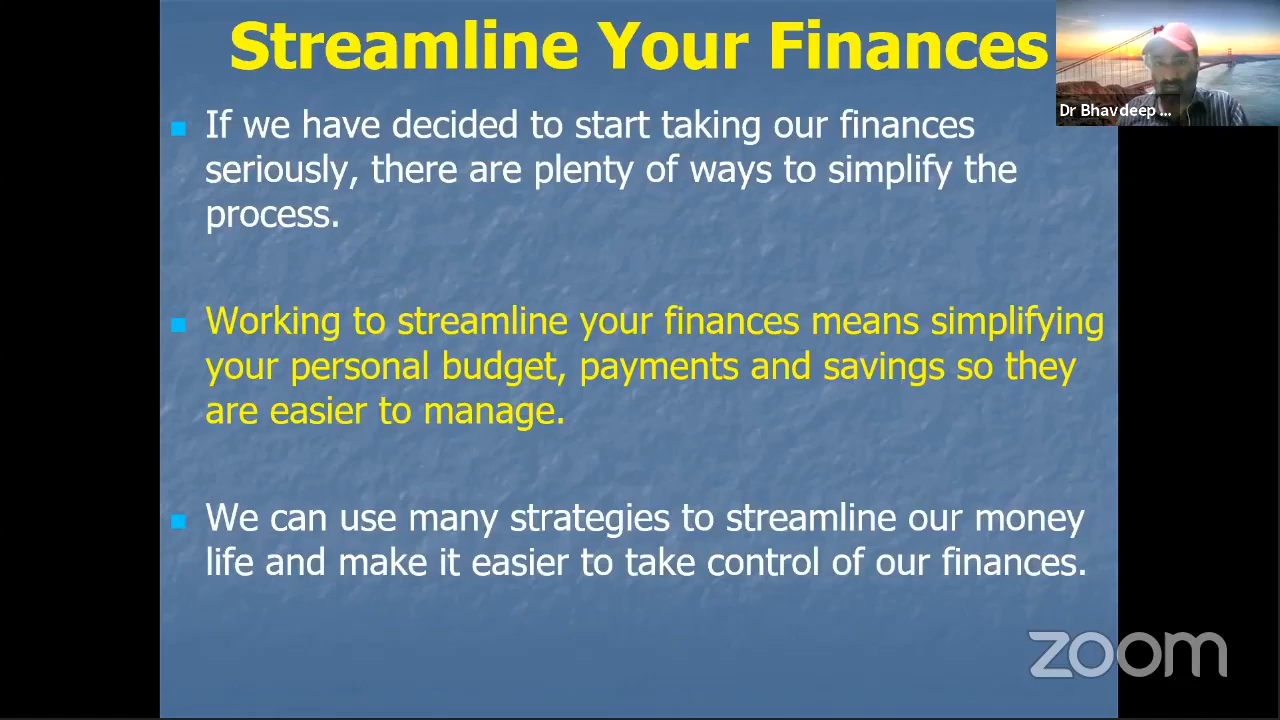 Streamline Your Finances
If we have decided to start taking our finances
seriously, there are plenty of ways to simplify the
process.
Working to streamline your finances means simplifying
your personal budget, payments and savings so they
are easier to manage.
We can use many strategies to streamline our money
life and make it easier to take control of our finances.
Dr Bhavdeep ...
zoom